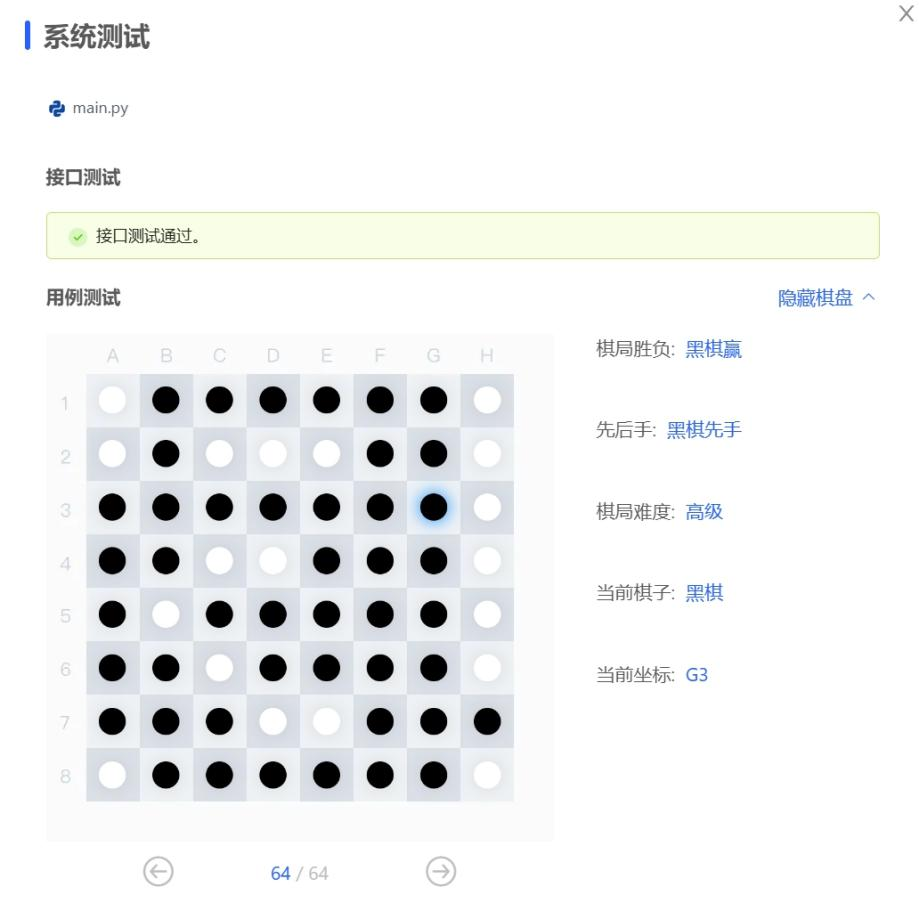 X
系统测试
main.py
接口测试
接口测试通过。
用例测试
隐藏棋盘
A B C D E F G H
1
2
3
4
5
6
7
8
棋局胜负: 黑棋赢
先后手: 黑棋先手
棋局难度: 高级
当前棋子: 黑棋
当前坐标: G3
64 / 64